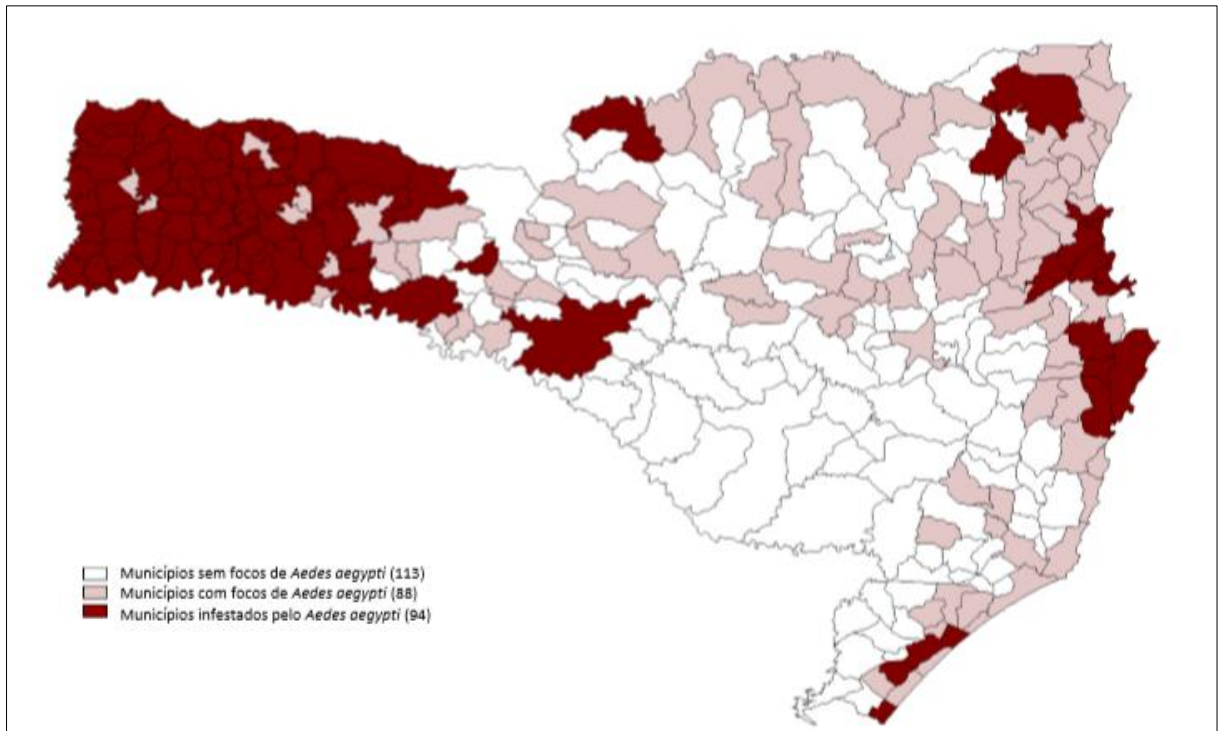 Municípios sem focos de Aedes aegypti (113)
Municípios com focos de Aedes aegypti (88)
Municípios infestados pelo Aedes aegypti (94)